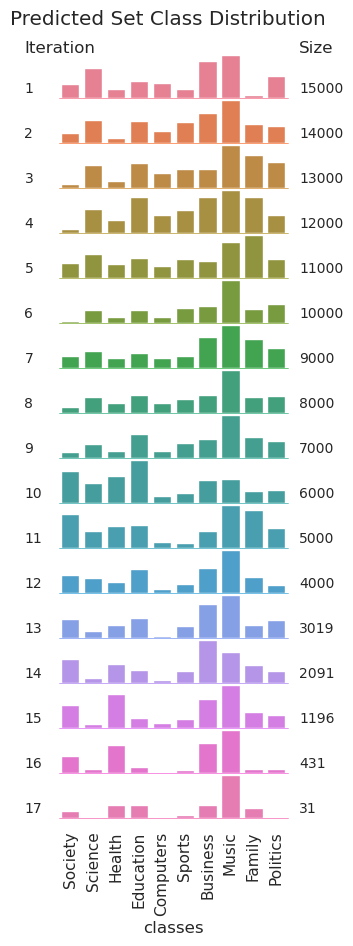 Predicted Set Class Distribution
Iteration Size
1 15000
2 14000
3 13000
4 12000
5 11000
6 10000
7 9000
8 8000
9 7000
10 6000
11 5000
12 4000
13 3019
14 2091
15 1196
16 431
17 31
Society
Science
Health
Education
Computers
Sports
Business
Music
Family
Politics
classes